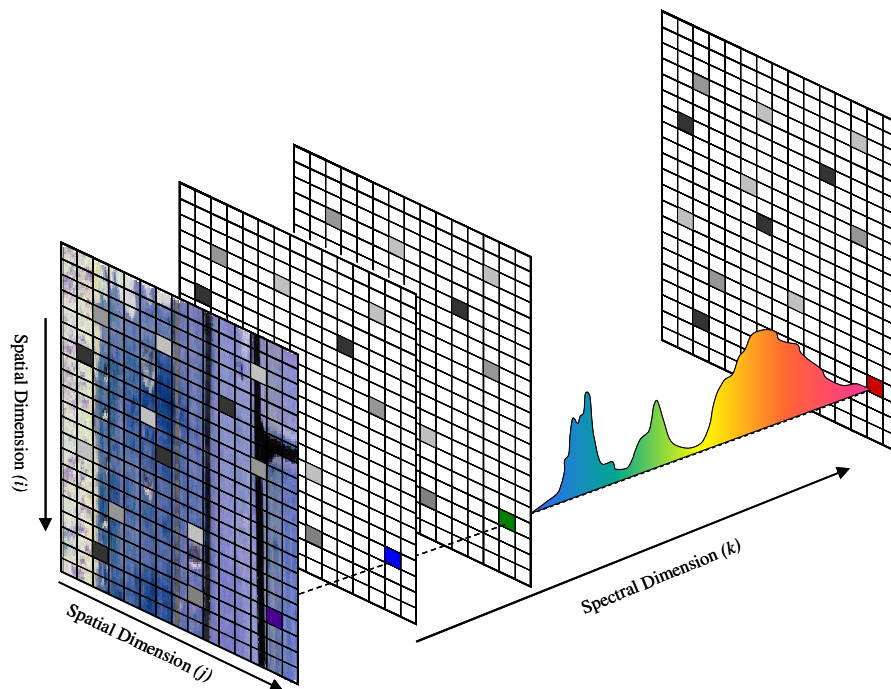 Spatial Dimension (i)
Spatial Dimension (j)
Spectral Dimension (k)